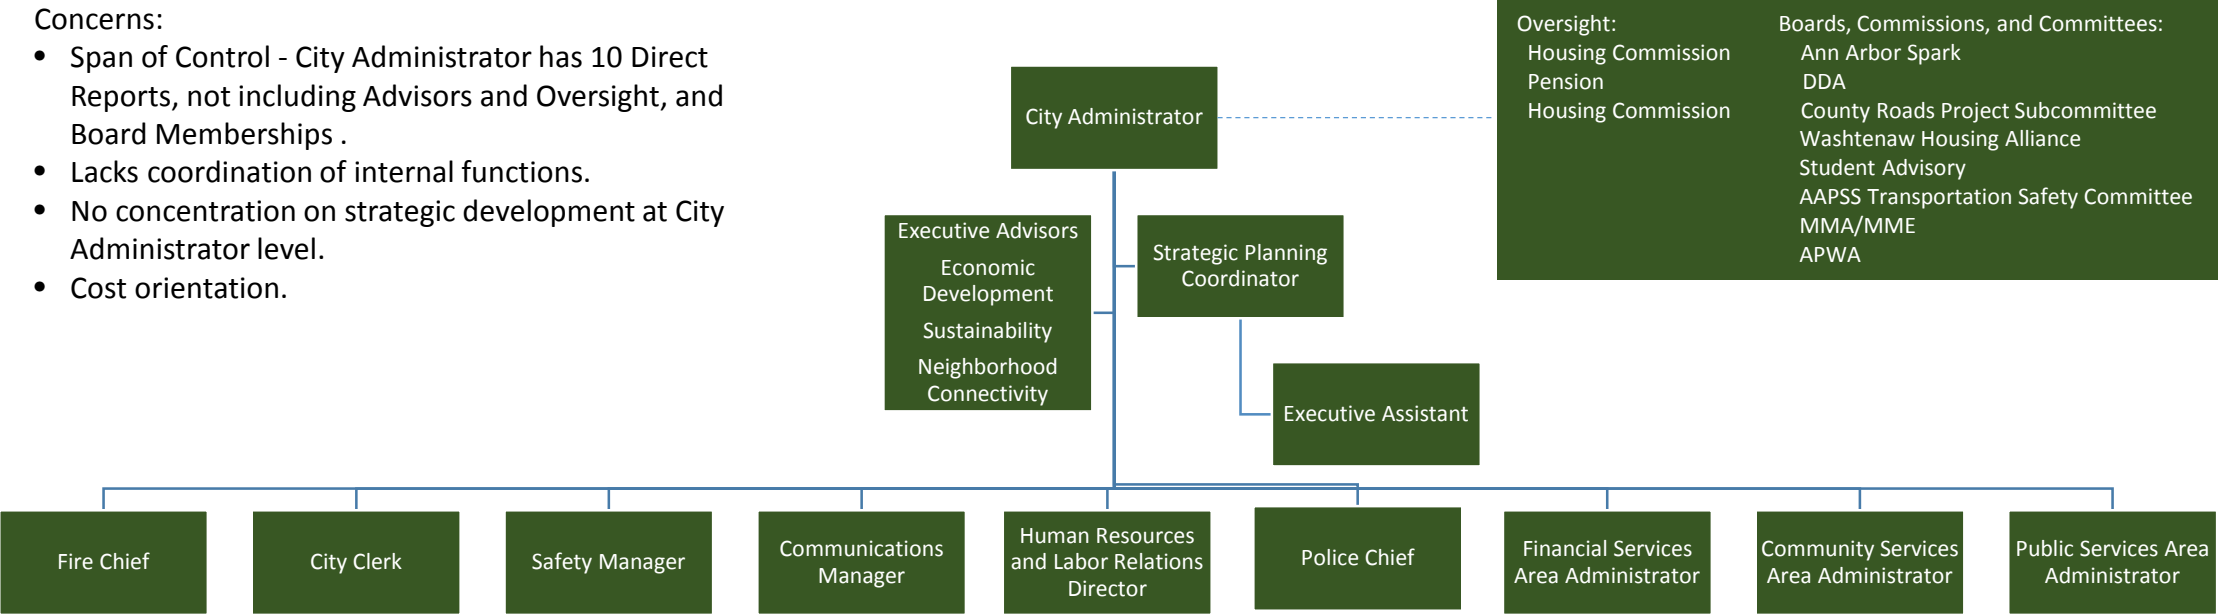 Concerns:
• Span of Control - City Administrator has 10 Direct
Reports, not including Advisors and Oversight, and
Board Memberships .
• Lacks coordination of internal functions.
• No concentration on strategic development at City
Administrator level.
• Cost orientation.
City Administrator
Oversight:
Housing Commission
Pension
Housing Commission
Boards, Commissions, and Committees:
Ann Arbor Spark
DDA
County Roads Project Subcommittee
Washtenaw Housing Alliance
Student Advisory
AAPSS Transportation Safety Committee
MMA/MME
APWA
Executive Advisors
Economic
Development
Sustainability
Neighborhood
Connectivity
Strategic Planning
Coordinator
Executive Assistant
Fire Chief
City Clerk
Safety Manager
Communications
Manager
Human Resources
and Labor Relations
Director
Police Chief
Financial Services
Area Administrator
Community Services
Area Administrator
Public Services Area
Administrator